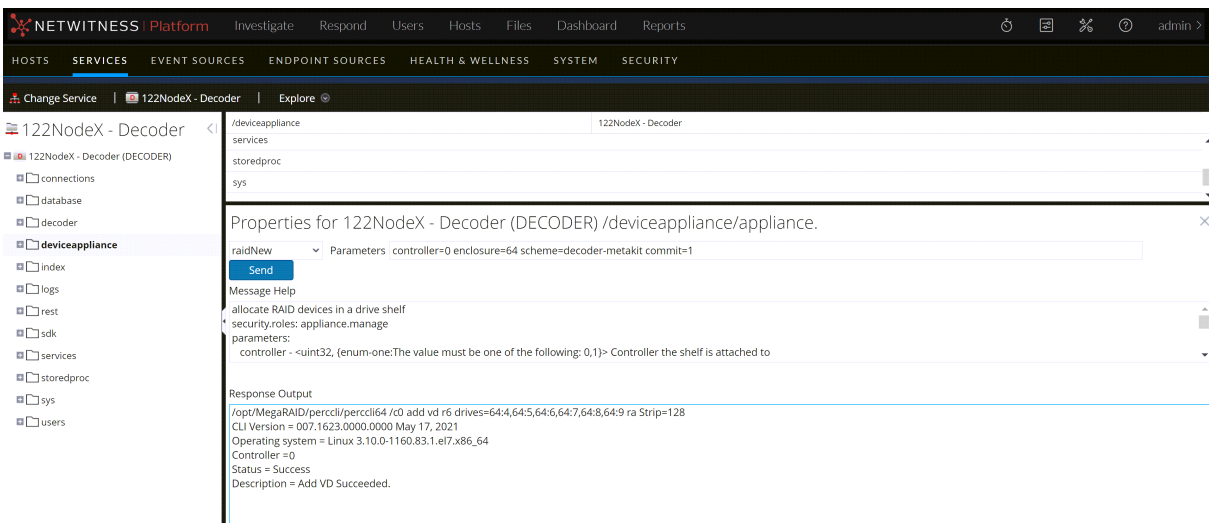 NETWITNESS Platform Investigate Respond Users Hosts Files Dashboard Reports admin >
HOSTS SERVICES EVENT SOURCES ENDPOINT SOURCES HEALTH & WELLNESS SYSTEM SECURITY
Change Service | 122NodeX - Decoder | Explore
122NodeX - Decoder
122NodeX - Decoder (DECODER)
connections
database
decoder
deviceappliance
index
logs
rest
sdk
services
storedproc
sys
users
/deviceappliance 122NodeX - Decoder
services
storedproc
sys
Properties for 122NodeX - Decoder (DECODER) /deviceappliance/appliance.
raidNew Parameters controller=0 enclosure=64 scheme=decoder-metakit commit=1
Send
Message Help
allocate RAID devices in a drive shelf
security.roles: appliance.manage
parameters:
controller - <uint32, {enum-one:The value must be one of the following: 0,1}> Controller the shelf is attached to
Response Output
/opt/MegaRAID/perccli/perccli64 /c0 add vd r6 drives=64:4,64:5,64:6,64:7,64:8,64:9 ra Strip=128
CLI Version = 007.1623.0000.0000 May 17, 2021
Operating system = Linux 3.10.0-1160.83.1.el7.x86_64
Controller =0
Status = Success
Description = Add VD Succeeded.